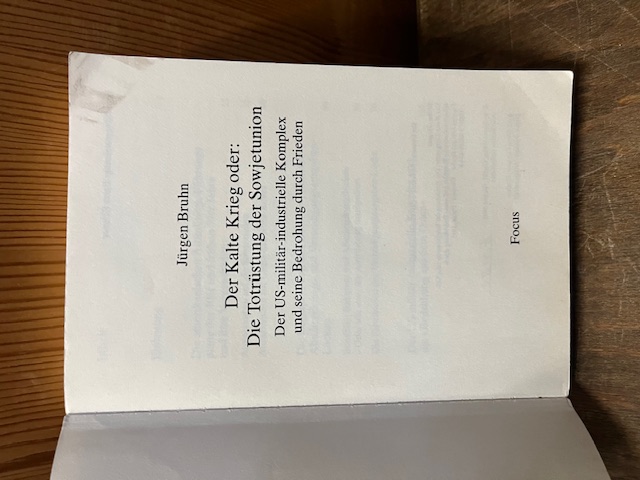 Jürgen Bruhn
Der Kalte Krieg oder:
Die Totrüstung der Sowjetunion
Der US-militär-industrielle Komplex
und seine Bedrohung durch Frieden
Focus